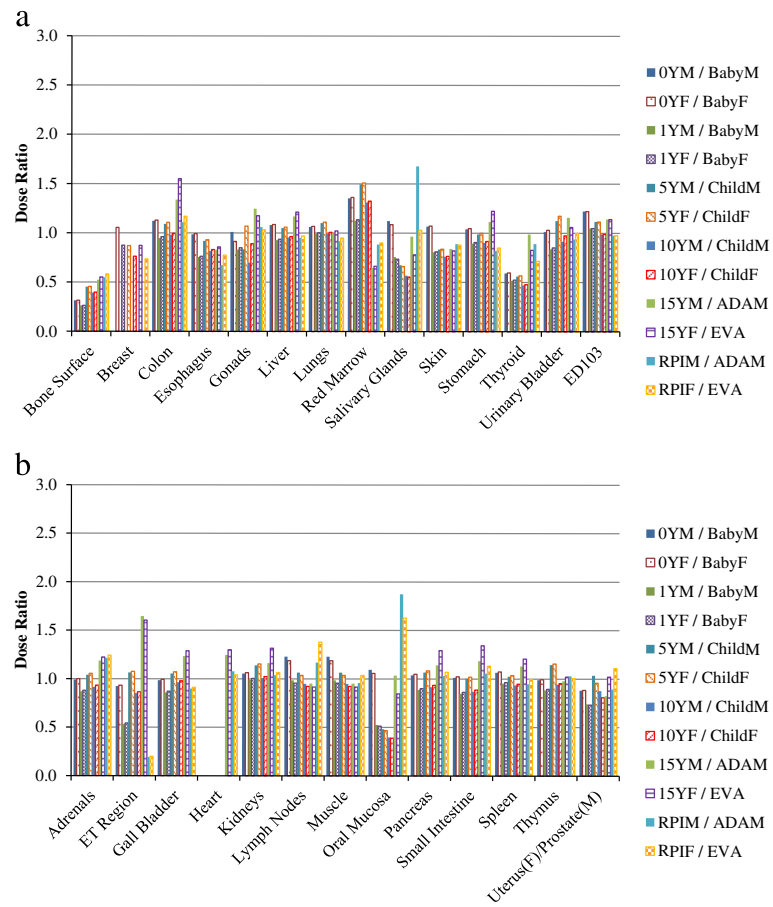 a
3.0
2.5
2.0
1.5
1.0
0.5
0.0
Dose Ratio
Bone Surface
Breast
Colon
Esophagus
Gonads
Liver
Lungs
Red Marrow
Salivary Glands
Skin
Stomach
Thyroid
Urinary Bladder
ED103
0YM / BabyM
0YF / BabyF
1YM / BabyM
1YF / BabyF
5YM / ChildM
5YF / ChildF
10YM / ChildM
10YF / ChildF
15YM / ADAM
15YF / EVA
RPIM / ADAM
RPIF / EVA
b
3.0
2.5
2.0
1.5
1.0
0.5
0.0
Dose Ratio
Adrenals
ET Region
Gall Bladder
Heart
Kidneys
Lymph Nodes
Muscle
Oral Mucosa
Pancreas
Small Intestine
Spleen
Thymus
Uterus(F)/Prostate(M)
0YM / BabyM
0YF / BabyF
1YM / BabyM
1YF / BabyF
5YM / ChildM
5YF / ChildF
10YM / ChildM
10YF / ChildF
15YM / ADAM
15YF / EVA
RPIM / ADAM
RPIF / EVA